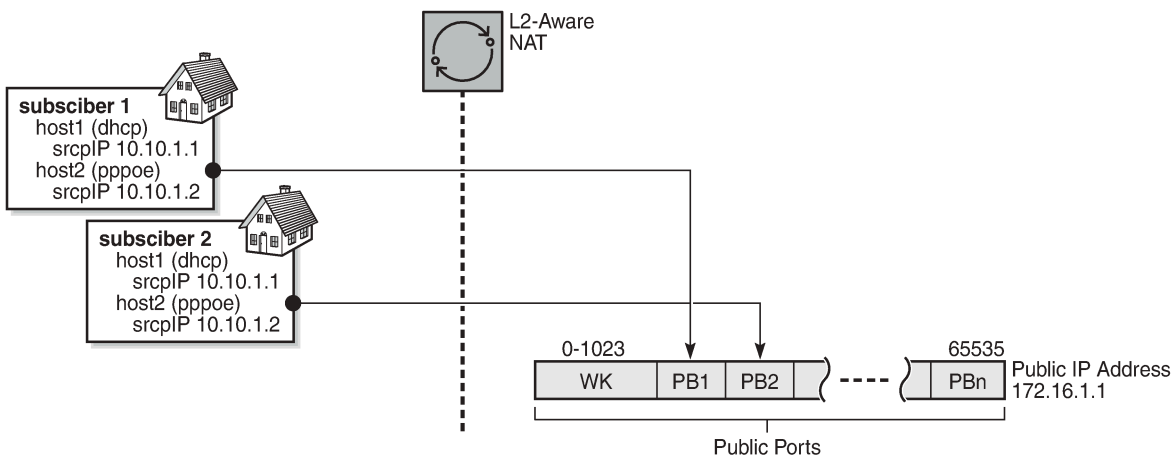 L2-Aware
NAT
subsciber 1
host1 (dhcp)
srcpIP 10.10.1.1
host2 (pppoe)
srcpIP 10.10.1.2
subsciber 2
host1 (dhcp)
srcpIP 10.10.1.1
host2 (pppoe)
srcpIP 10.10.1.2
0-1023
65535
WK
PB1
PB2
PBn
Public IP Address
172.16.1.1
Public Ports